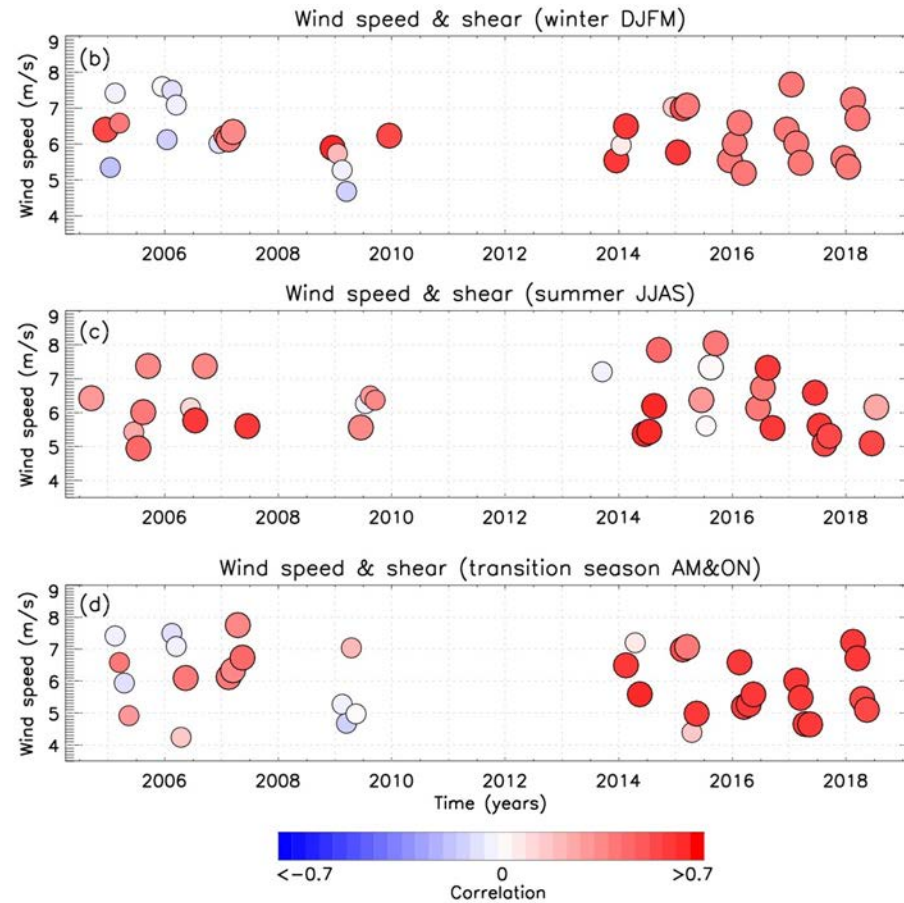 Wind speed & shear (winter DJFM)
(b)
Wind speed (m/s)
9
8
7
6
5
4
2006 2008 2010 2012 2014 2016 2018
Wind speed & shear (summer JJAS)
(c)
Wind speed (m/s)
9
8
7
6
5
4
2006 2008 2010 2012 2014 2016 2018
Wind speed & shear (transition season AM&ON)
(d)
Wind speed (m/s)
9
8
7
6
5
4
2006 2008 2010 2012 2014 2016 2018
Time (years)
<-0.7 0 >0.7
Correlation